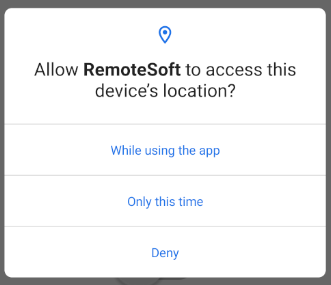 Allow RemoteSoft to access this
device’s location?
While using the app
Only this time
Deny